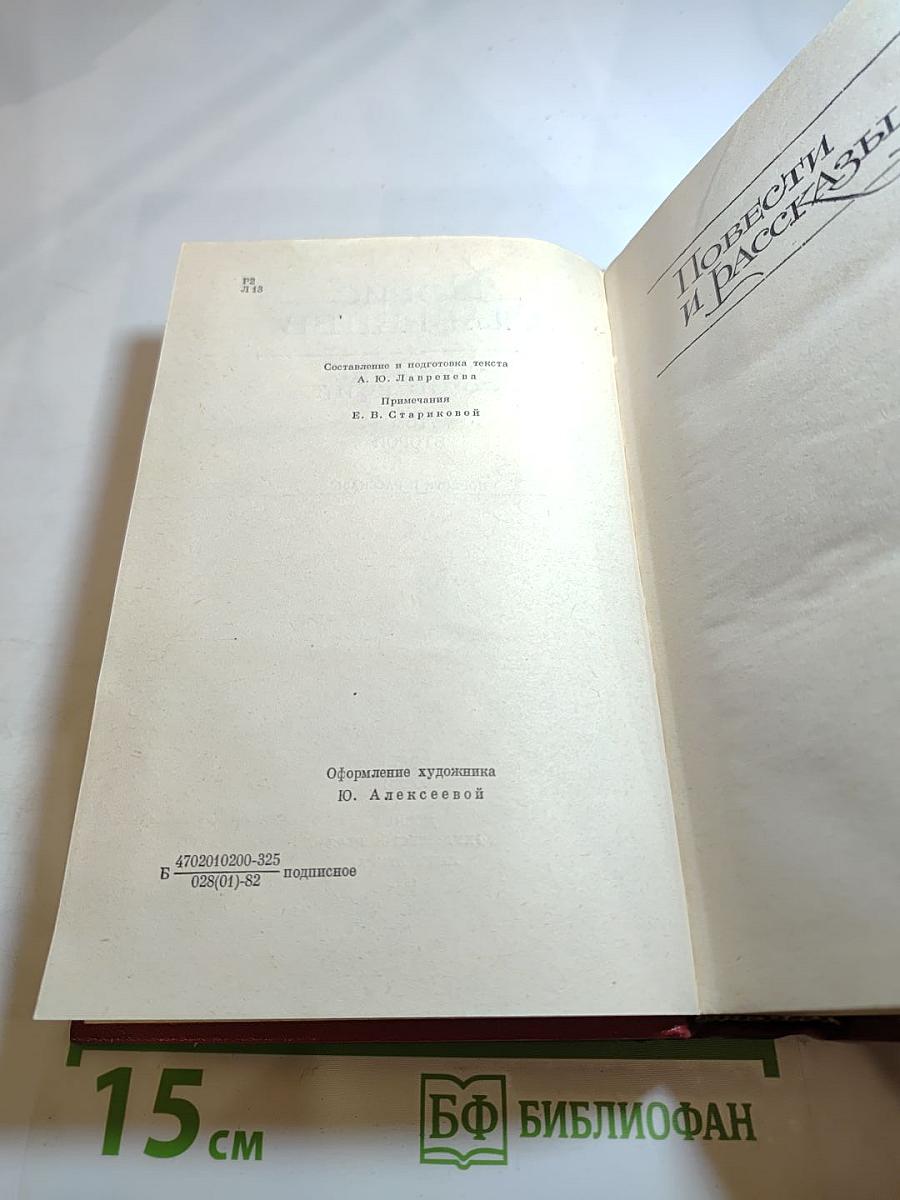 Р2
Л 13
Составление и подготовка текста
А. Ю. Лавренева
Примечания
Е. В. Стариковой
Оформление художника
Ю. Алексеевой
Б 4702010200-325
028(01)-82 подписное
Повести
и Рассказы
15 см
БФ БИБЛИОФАН